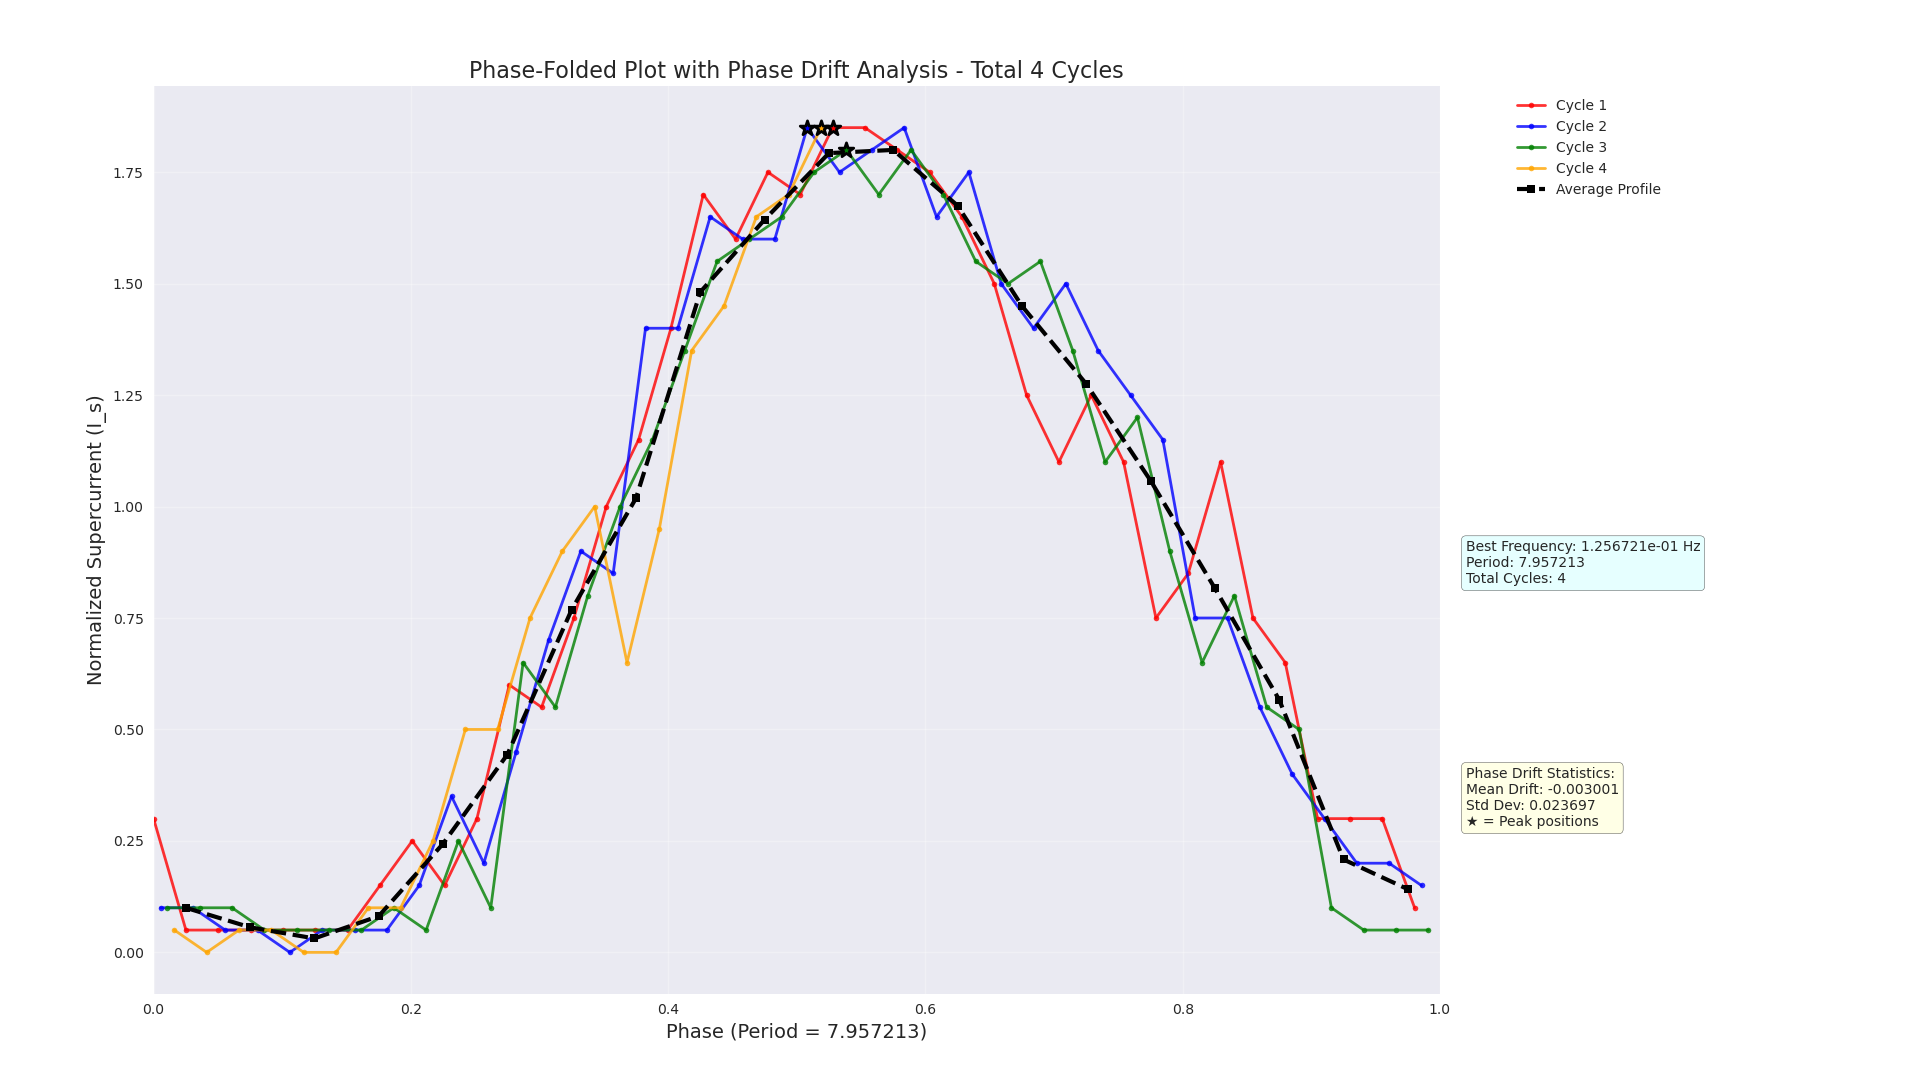 Phase-Folded Plot with Phase Drift Analysis - Total 4 Cycles
Cycle 1
Cycle 2
Cycle 3
Cycle 4
Average Profile
Normalized Supercurrent (I_s)
1.75
1.50
1.25
1.00
0.75
0.50
0.25
0.00
0.0 0.2 0.4 0.6 0.8 1.0
Phase (Period = 7.957213)
Best Frequency: 1.256721e-01 Hz
Period: 7.957213
Total Cycles: 4
Phase Drift Statistics:
Mean Drift: -0.003001
Std Dev: 0.023697
★ = Peak positions